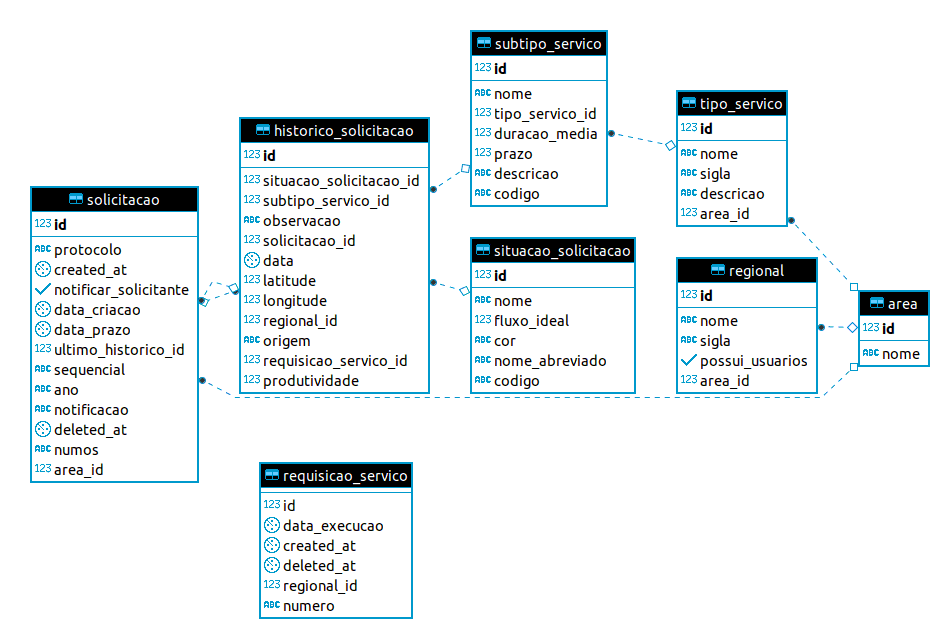 subtipo_servico
123 id
ABC nome
123 tipo_servico_id
123 duracao_media
123 prazo
ABC descricao
ABC codigo
tipo_servico
123 id
ABC nome
ABC sigla
ABC descricao
123 area_id
historico_solicitacao
123 id
123 situacao_solicitacao_id
123 subtipo_servico_id
ABC observacao
123 solicitacao_id
data
123 latitude
123 longitude
123 regional_id
ABC origem
123 requisicao_servico_id
123 produtividade
solicitacao
123 id
ABC protocolo
created_at
notificar_solicitante
data_criacao
data_prazo
123 ultimo_historico_id
ABC sequencial
ABC ano
ABC notificacao
deleted_at
ABC numos
123 area_id
situacao_solicitacao
123 id
ABC nome
123 fluxo_ideal
ABC cor
ABC nome_abreviado
ABC codigo
regional
123 id
ABC nome
ABC sigla
possui_usuarios
123 area_id
area
123 id
ABC nome
requisicao_servico
123 id
data_execucao
created_at
deleted_at
123 regional_id
ABC numero